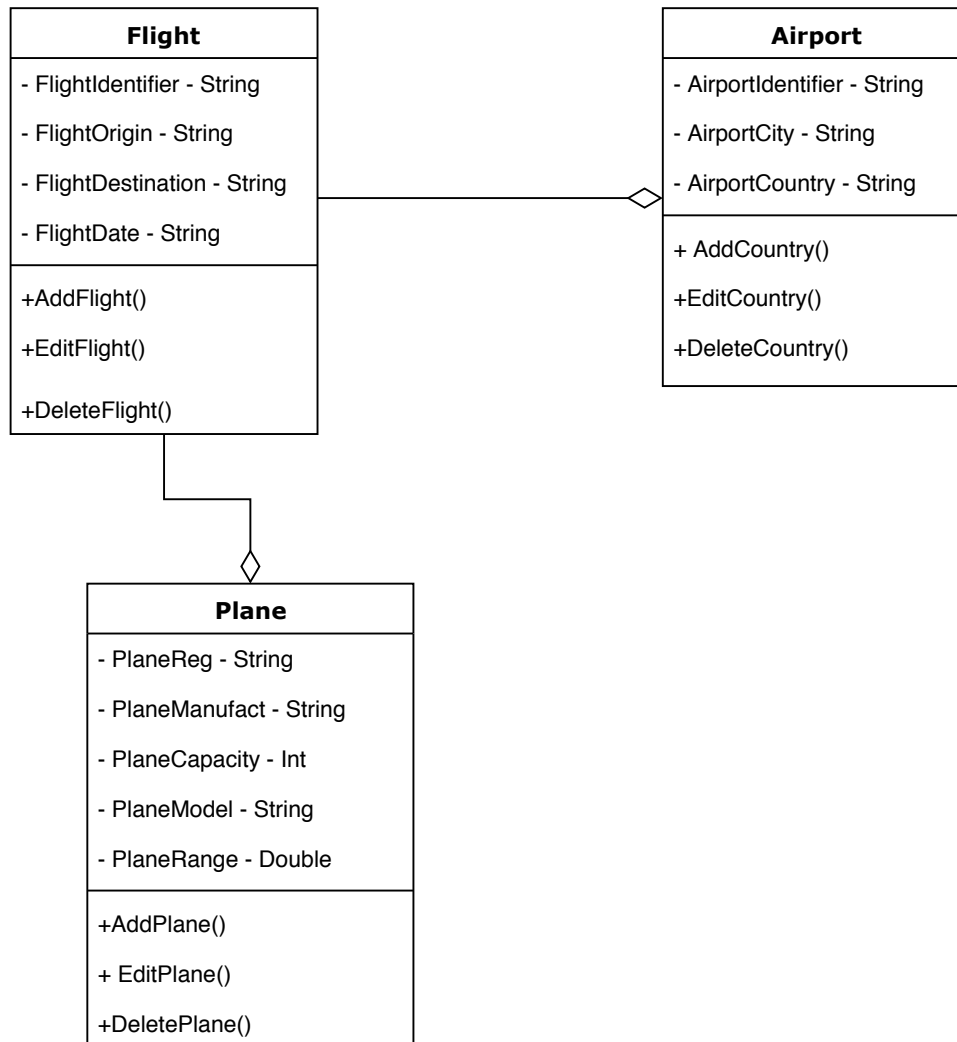 Flight
- FlightIdentifier - String
- FlightOrigin - String
- FlightDestination - String
- FlightDate - String
+AddFlight()
+EditFlight()
+DeleteFlight()
Airport
- AirportIdentifier - String
- AirportCity - String
- AirportCountry - String
+ AddCountry()
+EditCountry()
+DeleteCountry()
Plane
- PlaneReg - String
- PlaneManufact - String
- PlaneCapacity - Int
- PlaneModel - String
- PlaneRange - Double
+AddPlane()
+ EditPlane()
+DeletePlane()